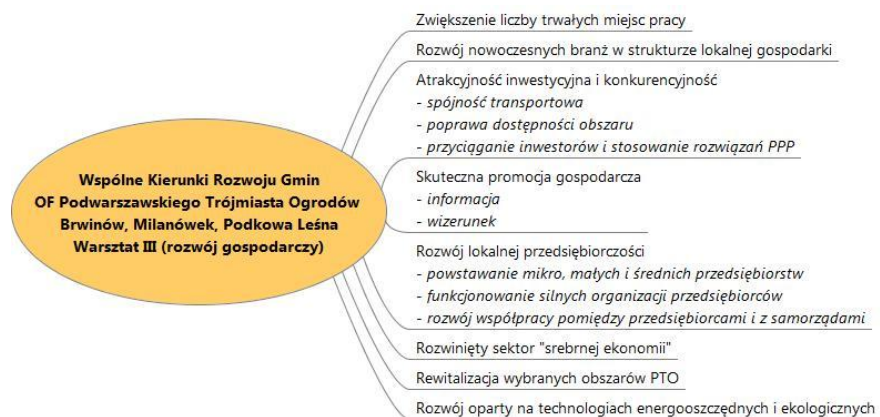 Wspólne Kierunki Rozwoju Gmin
OF Podwarszawskiego Trójmiasta Ogrodów
Brwinów, Milanówek, Podkowa Leśna
Warsztat III (rozwój gospodarczy)
Zwiększenie liczby trwałych miejsc pracy
Rozwój nowoczesnych branż w strukturze lokalnej gospodarki
Atrakcyjność inwestycyjna i konkurencyjność
- spójność transportowa
- poprawa dostępności obszaru
- przyciąganie inwestorów i stosowanie rozwiązań PPP
Skuteczna promocja gospodarcza
- informacja
- wizerunek
Rozwój lokalnej przedsiębiorczości
- powstawanie mikro, małych i średnich przedsiębiorstw
- funkcjonowanie silnych organizacji przedsiębiorców
- rozwój współpracy pomiędzy przedsiębiorcami i z samorządami
Rozwinięty sektor "srebrnej ekonomii"
Rewitalizacja wybranych obszarów PTO
Rozwój oparty na technologiach energooszczędnych i ekologicznych